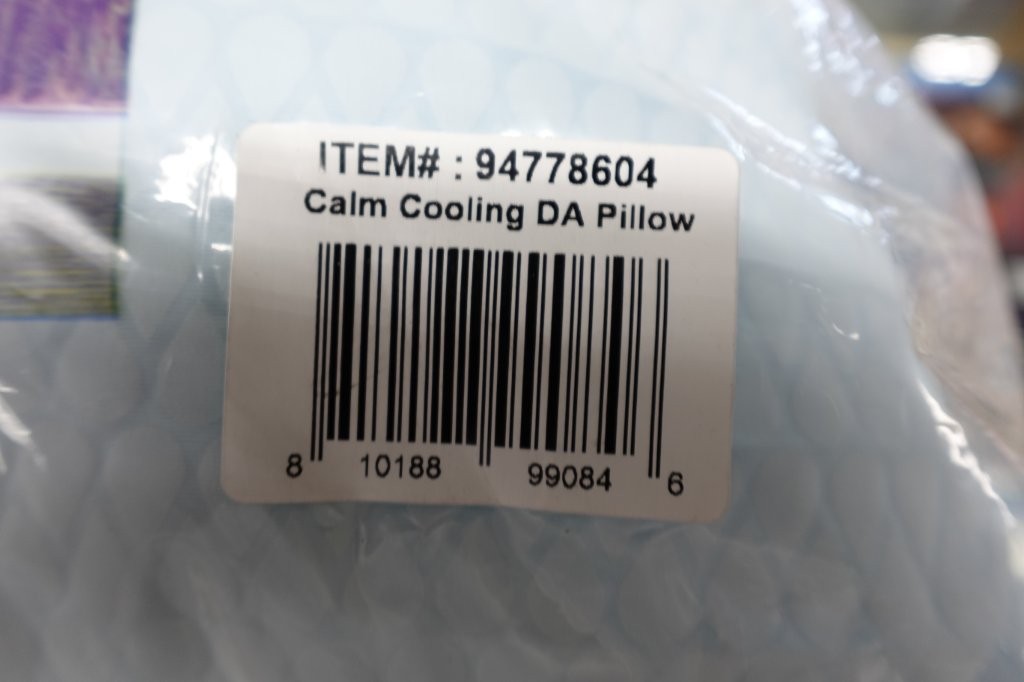 ITEM# : 94778604
Calm Cooling DA Pillow
8 10188 99084 6